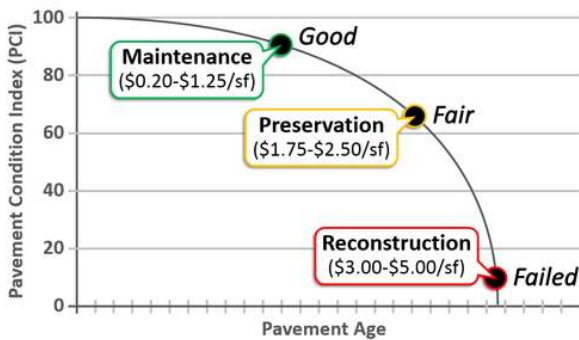 Pavement Condition Index (PCI)
100
80
60
40
20
0
Good
Maintenance
($0.20-$1.25/sf)
Fair
Preservation
($1.75-$2.50/sf)
Reconstruction
($3.00-$5.00/sf)
Failed
Pavement Age